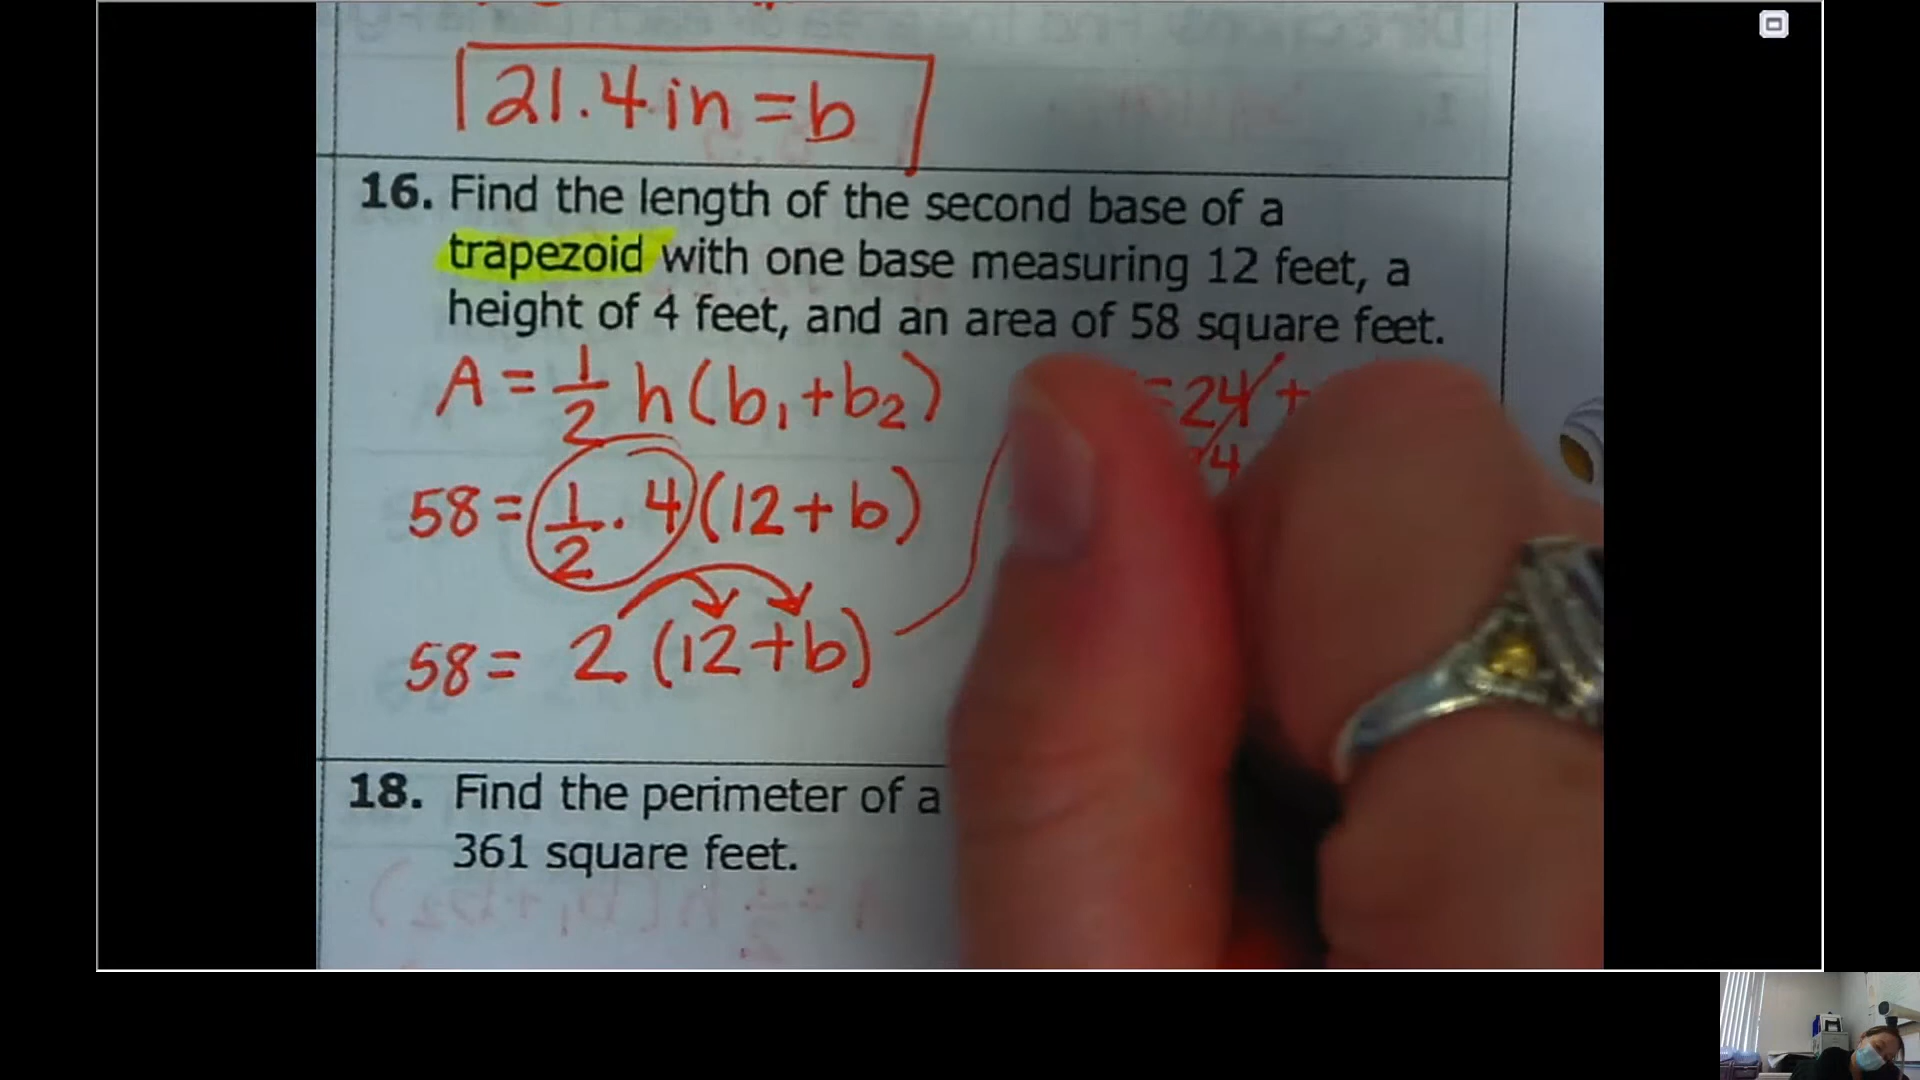 21.4 in = b
16. Find the length of the second base of a
trapezoid with one base measuring 12 feet, a
height of 4 feet, and an area of 58 square feet.
A = 1/2 h(b₁+b₂)
=24+
58 = (1/2 · 4)(12+b)
4
58 = 2(12+b)
18. Find the perimeter of a
361 square feet.